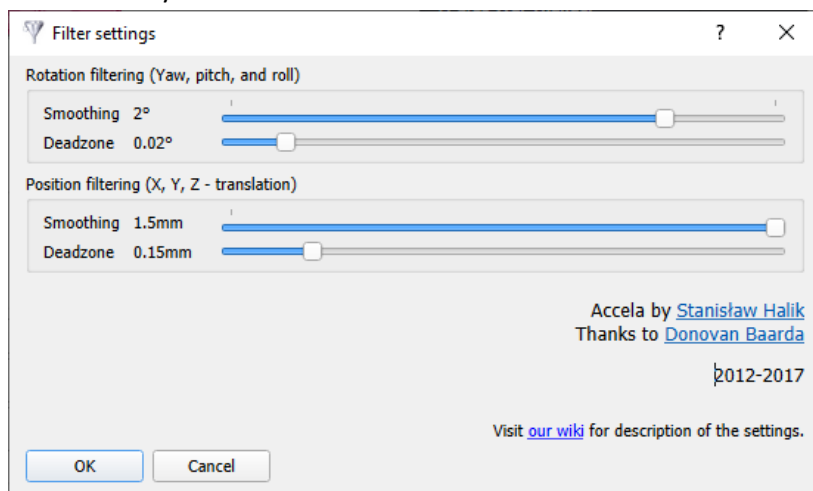 Filter settings
Rotation filtering (Yaw, pitch, and roll)
Smoothing 2°
Deadzone 0.02°
Position filtering (X, Y, Z - translation)
Smoothing 1.5mm
Deadzone 0.15mm
Accela by Stanisław Halik
Thanks to Donovan Baarda
2012-2017
Visit our wiki for description of the settings.
OK Cancel